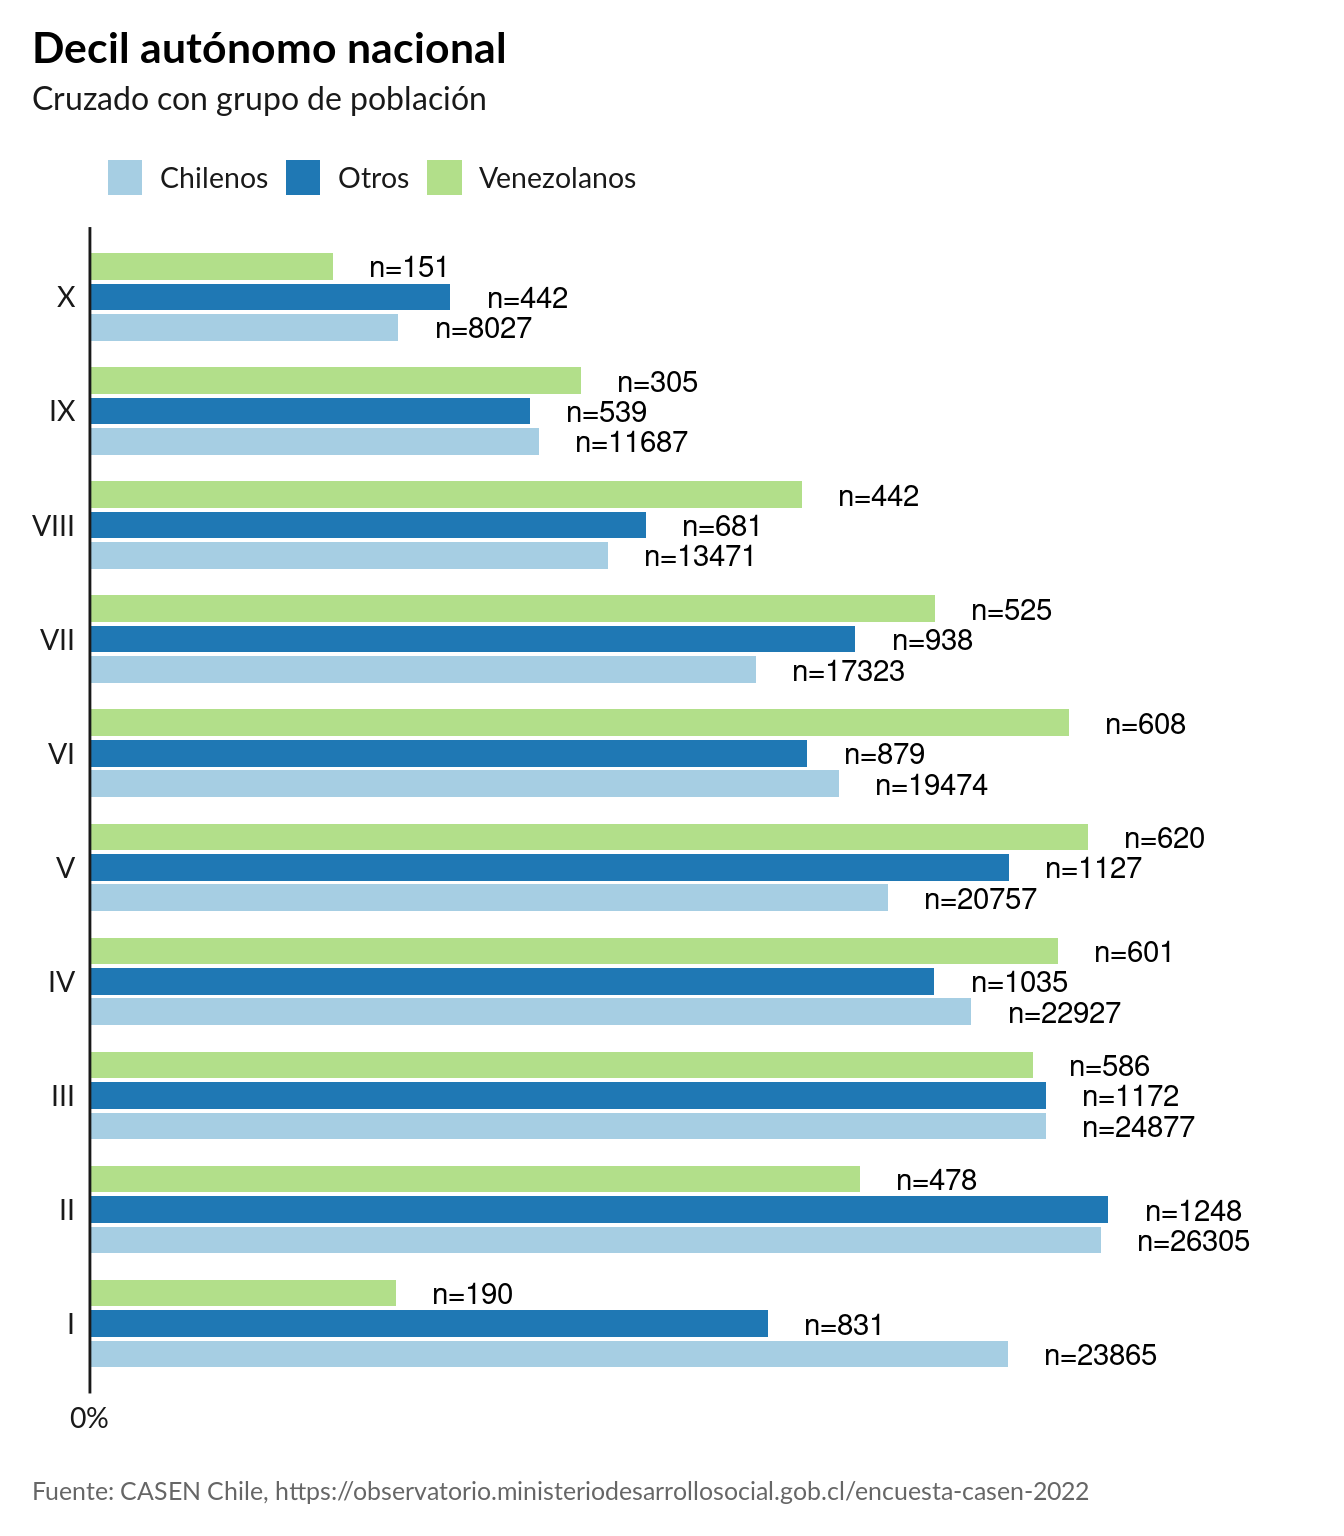 Decil autónomo nacional
Cruzado con grupo de población
Chilenos Otros Venezolanos
n=151
X n=442
n=8027
n=305
IX n=539
n=11687
n=442
VIII n=681
n=13471
n=525
VII n=938
n=17323
n=608
VI n=879
n=19474
n=620
V n=1127
n=20757
n=601
IV n=1035
n=22927
n=586
III n=1172
n=24877
n=478
II n=1248
n=26305
n=190
I n=831
n=23865
0%
Fuente: CASEN Chile, https://observatorio.ministeriodesarrollosocial.gob.cl/encuesta-casen-2022